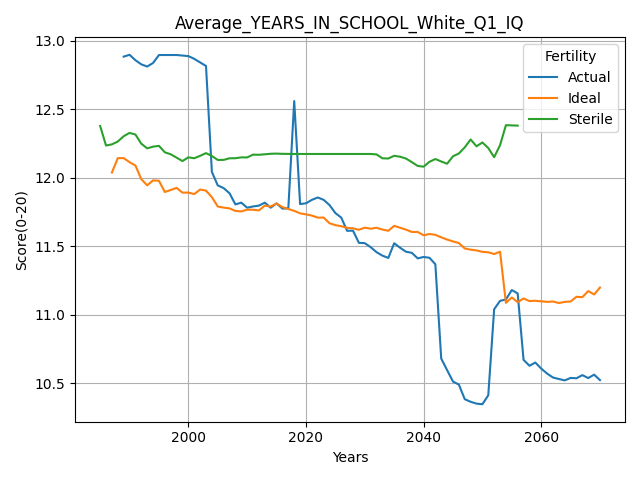 Average_YEARS_IN_SCHOOL_White_Q1_IQ
Fertility
Actual
Ideal
Sterile
Score(0-20)
13.0
12.5
12.0
11.5
11.0
10.5
2000 2020 2040 2060
Years